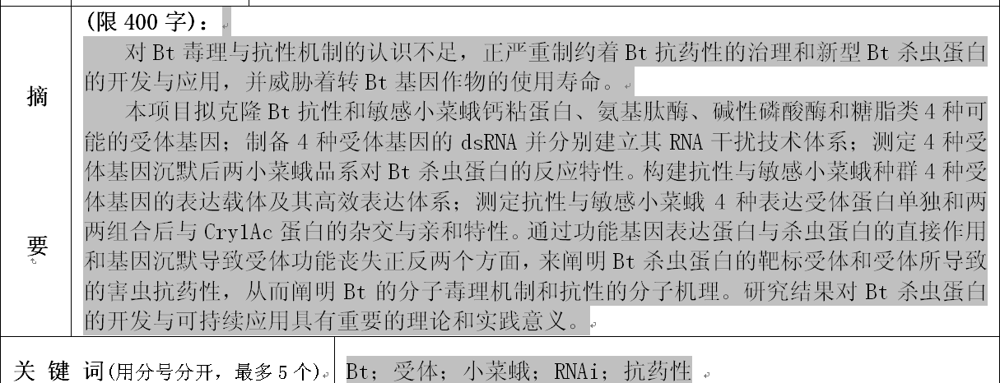 (限 400 字)：
对 Bt 毒理与抗性机制的认识不足，正严重制约着 Bt 抗药性的治理和新型 Bt 杀虫蛋白
的开发与应用，并威胁着转 Bt 基因作物的使用寿命。
摘
本项目拟克隆 Bt 抗性和敏感小菜蛾钙粘蛋白、氨基肽酶、碱性磷酸酶和糖脂类 4 种可
能的受体基因；制备 4 种受体基因的 dsRNA 并分别建立其 RNA 干扰技术体系；测定 4 种受
体基因沉默后两小菜蛾品系对 Bt 杀虫蛋白的反应特性。构建抗性与敏感小菜蛾种群 4 种受
体基因的表达载体及其高效表达体系；测定抗性与敏感小菜蛾 4 种表达受体蛋白单独和两
两组合后与 Cry1Ac 蛋白的杂交与亲和特性。通过功能基因表达蛋白与杀虫蛋白的直接作用
要
和基因沉默导致受体功能丧失正反两个方面，来阐明 Bt 杀虫蛋白的靶标受体和受体所导致
的害虫抗药性，从而阐明 Bt 的分子毒理机制和抗性的分子机理。研究结果对 Bt 杀虫蛋白
的开发与可持续应用具有重要的理论和实践意义。
关 键 词(用分号分开，最多 5 个) Bt；受体；小菜蛾；RNAi；抗药性